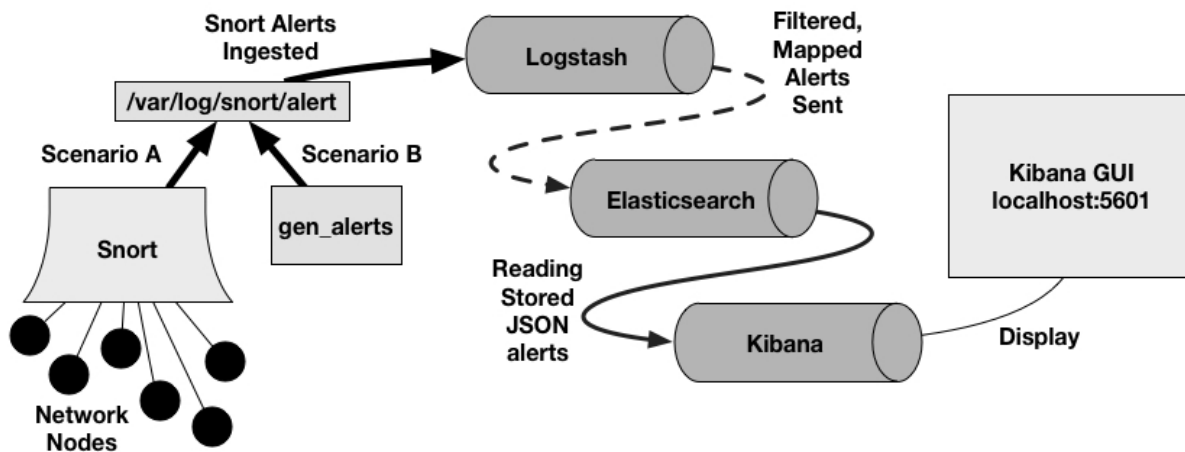 Snort Alerts
Ingested
Logstash
Filtered,
Mapped
Alerts
Sent
/var/log/snort/alert
Scenario A
Scenario B
Snort
gen_alerts
Elasticsearch
Kibana GUI
localhost:5601
Reading
Stored
JSON
alerts
Kibana
Display
Network
Nodes